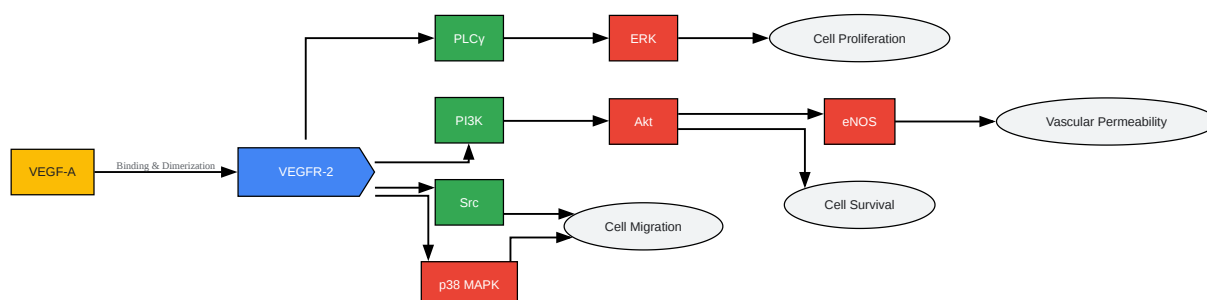 PLCγ
ERK
Cell Proliferation
PI3K
Akt
eNOS
Vascular Permeability
VEGF-A
Binding & Dimerization
VEGFR-2
Src
Cell Survival
Cell Migration
p38 MAPK